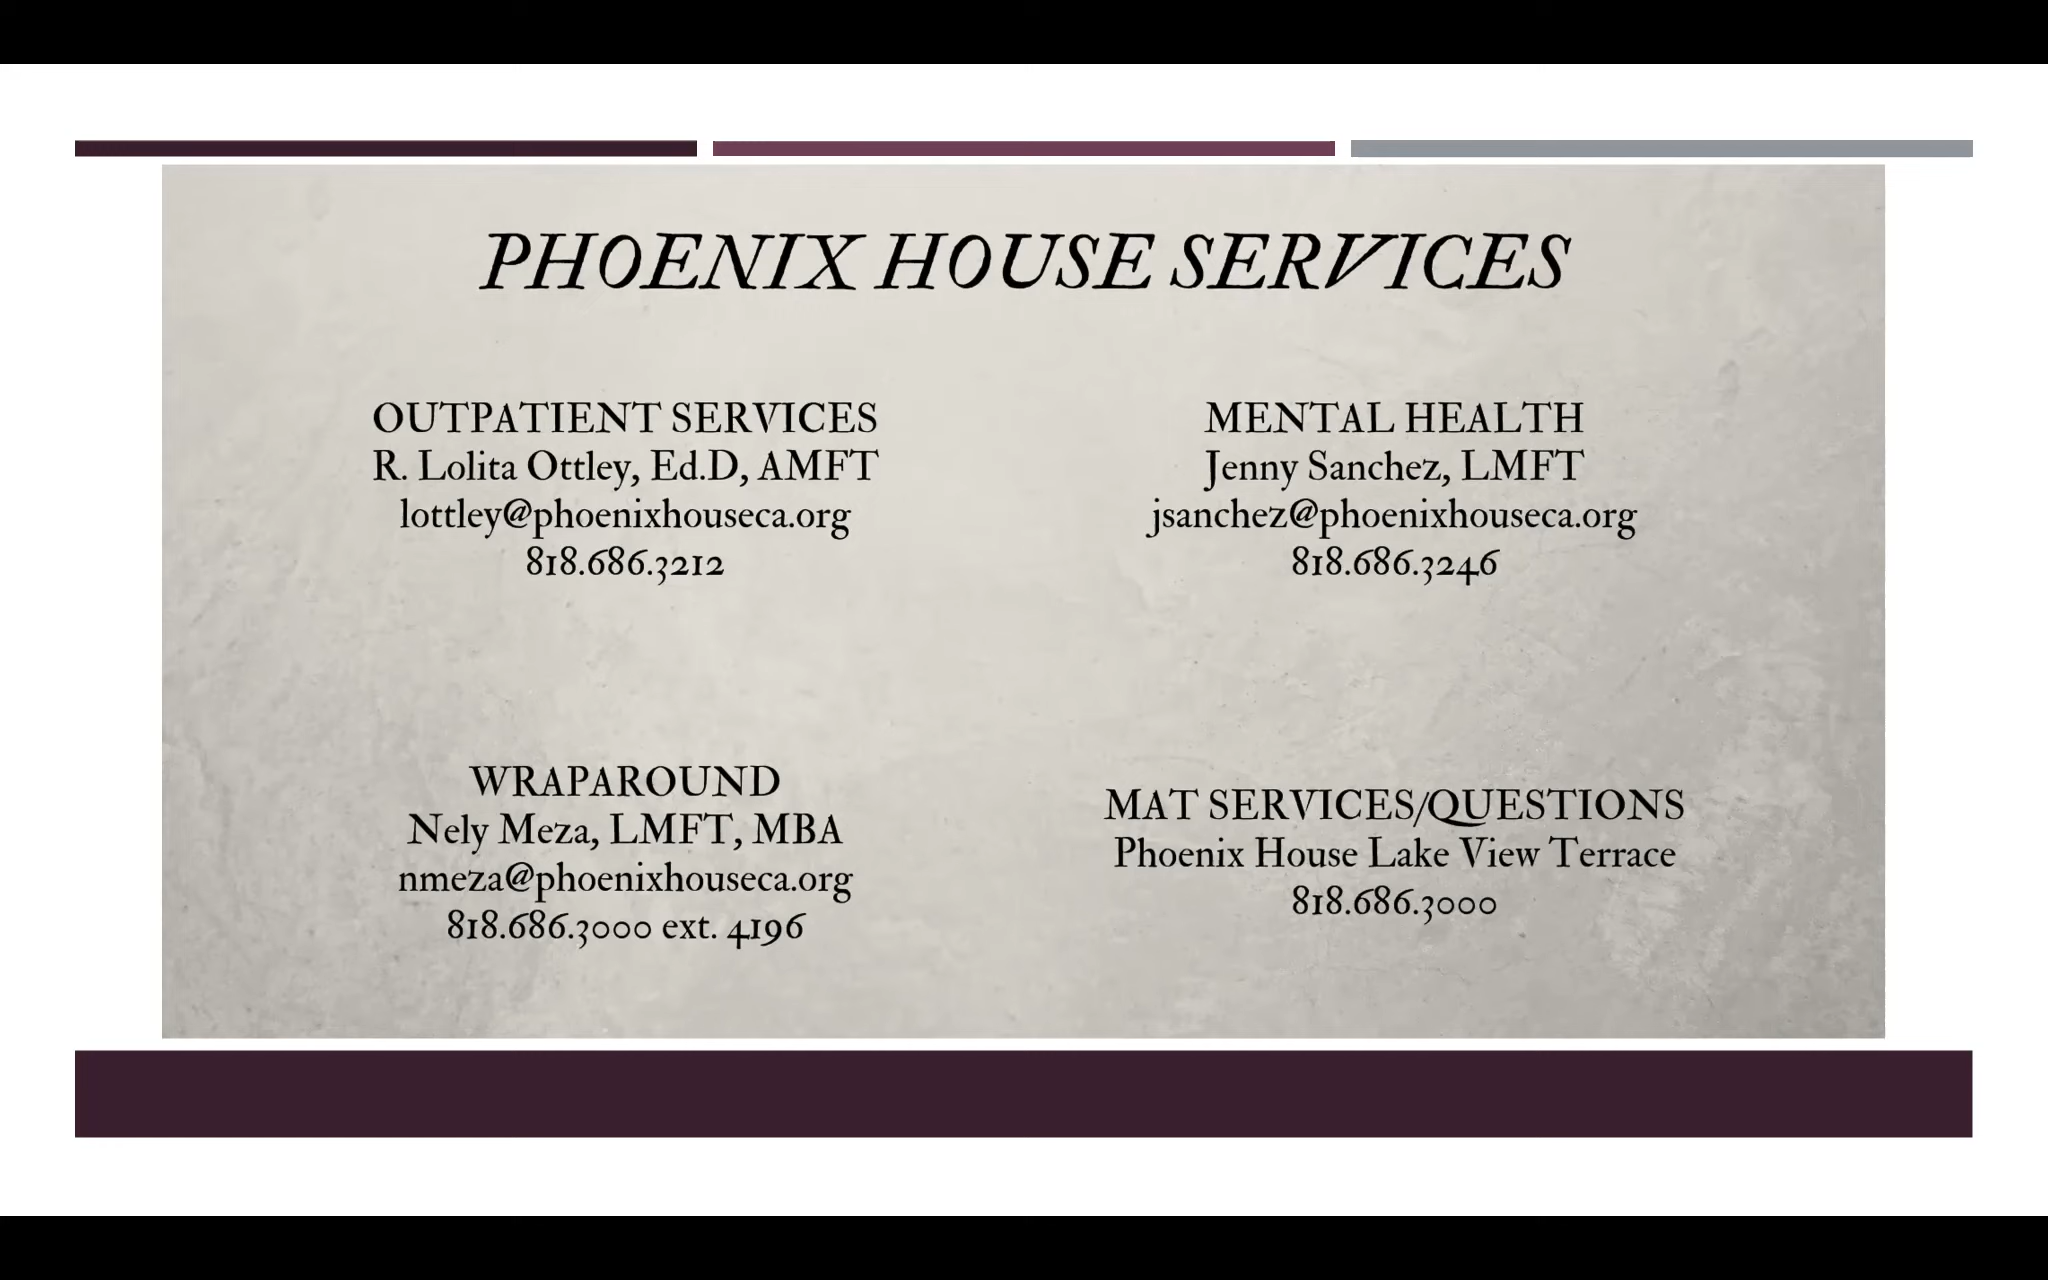 PHOENIX HOUSE SERVICES
OUTPATIENT SERVICES
R. Lolita Ottley, Ed.D, AMFT
lottley@phoenixhouseca.org
818.686.3212
MENTAL HEALTH
Jenny Sanchez, LMFT
jsanchez@phoenixhouseca.org
818.686.3246
WRAPAROUND
Nely Meza, LMFT, MBA
nmeza@phoenixhouseca.org
818.686.3000 ext. 4196
MAT SERVICES/QUESTIONS
Phoenix House Lake View Terrace
818.686.3000